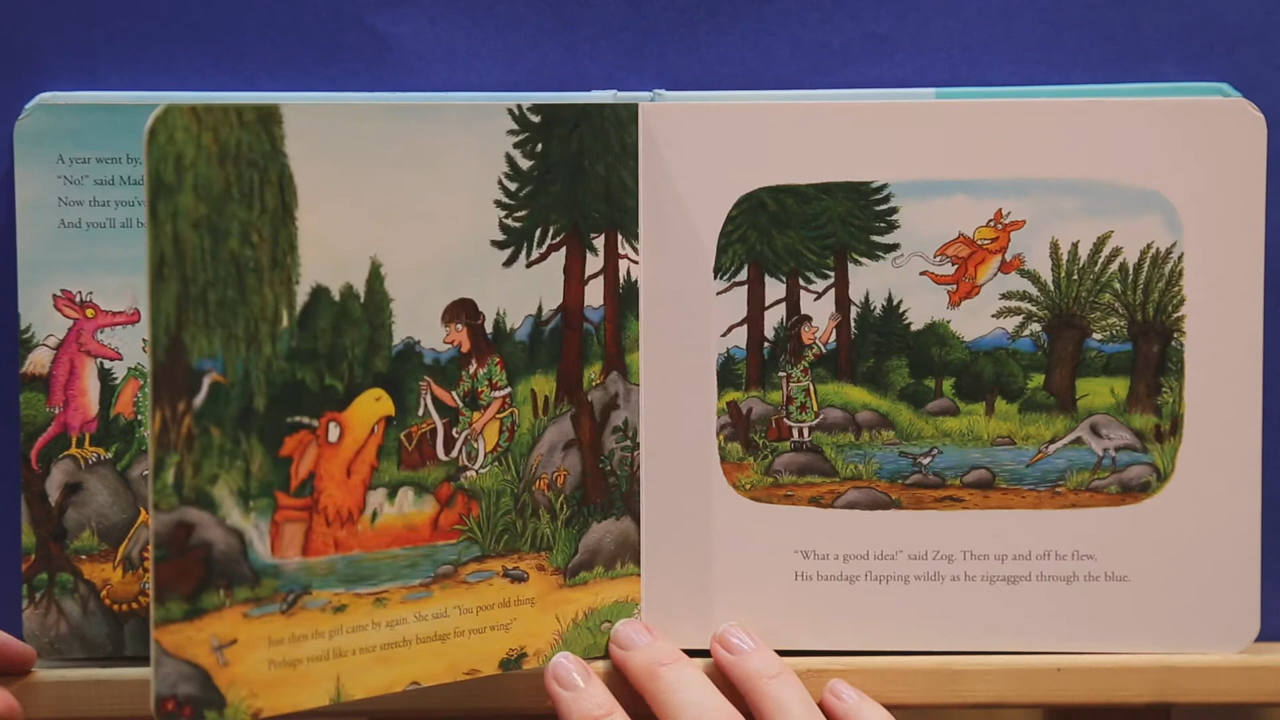 A year went by,
"No!" said Mad
Now that you'v
And you'll all b
Just then the girl came by again. She said, "You poor old thing.
Perhaps you'd like a nice stretchy bandage for your wing?"
"What a good idea!" said Zog. Then up and off he flew,
His bandage flapping wildly as he zigzagged through the blue.